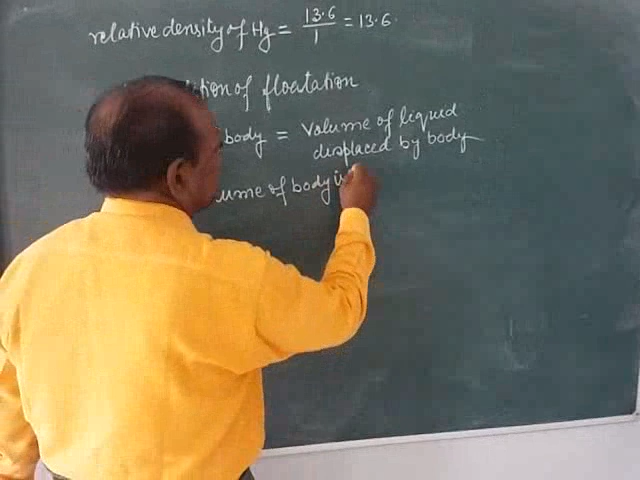 relative density of Hg = 13.6 / 1 = 13.6.
of floatation
body = Volume of liquid
displaced by body
ume of body i